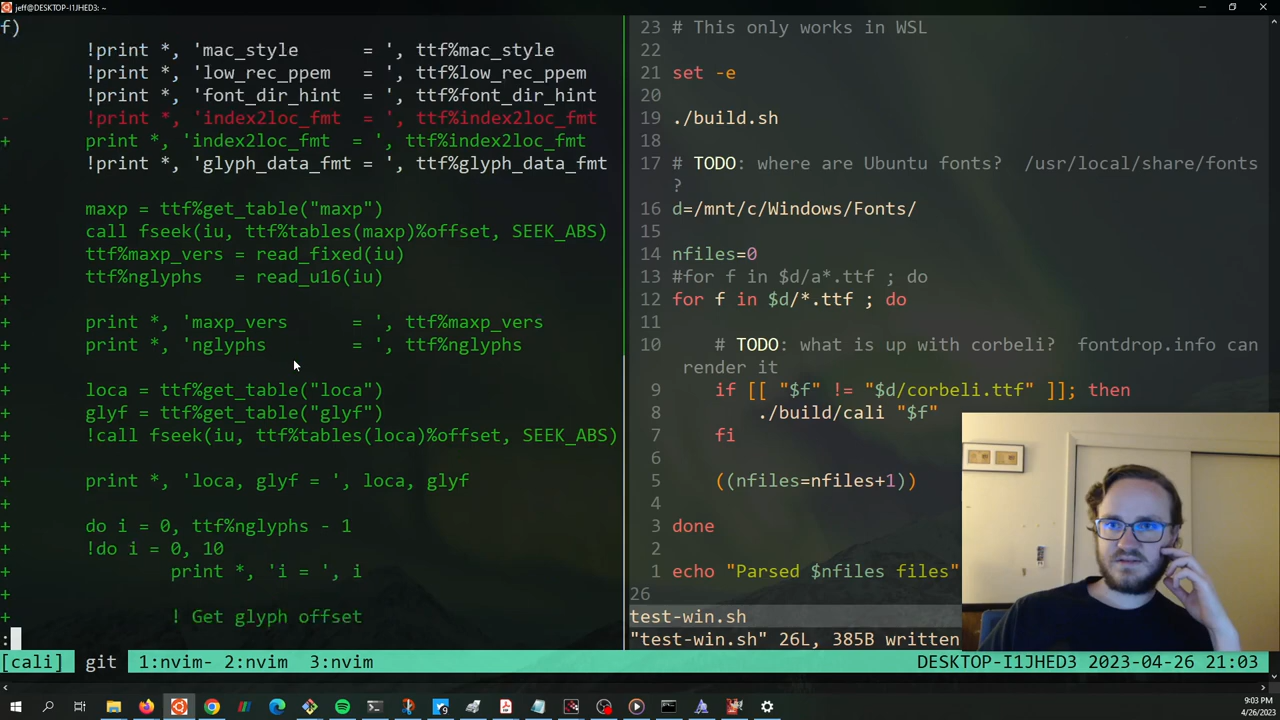 jeff@DESKTOP-I1JHED3: ~
f)
!print *, 'mac_style      = ', ttf%mac_style
!print *, 'low_rec_ppem   = ', ttf%low_rec_ppem
!print *, 'font_dir_hint  = ', ttf%font_dir_hint
-       !print *, 'index2loc_fmt  = ', ttf%index2loc_fmt
+       print *, 'index2loc_fmt  = ', ttf%index2loc_fmt
!print *, 'glyph_data_fmt = ', ttf%glyph_data_fmt
+       maxp = ttf%get_table("maxp")
+       call fseek(iu, ttf%tables(maxp)%offset, SEEK_ABS)
+       ttf%maxp_vers = read_fixed(iu)
+       ttf%nglyphs   = read_u16(iu)
+
+       print *, 'maxp_vers      = ', ttf%maxp_vers
+       print *, 'nglyphs        = ', ttf%nglyphs
+
+       loca = ttf%get_table("loca")
+       glyf = ttf%get_table("glyf")
+       !call fseek(iu, ttf%tables(loca)%offset, SEEK_ABS)
+
+       print *, 'loca, glyf = ', loca, glyf
+
+       do i = 0, ttf%nglyphs - 1
+       !do i = 0, 10
+               print *, 'i = ', i
+
+               ! Get glyph offset
:
23 # This only works in WSL
22
21 set -e
20
19 ./build.sh
18
17 # TODO: where are Ubuntu fonts?  /usr/local/share/fonts
?
16 d=/mnt/c/Windows/Fonts/
15
14 nfiles=0
13 #for f in $d/a*.ttf ; do
12 for f in $d/*.ttf ; do
11
10     # TODO: what is up with corbeli?  fontdrop.info can
render it
9     if [[ "$f" != "$d/corbeli.ttf" ]]; then
8         ./build/cali "$f"
7     fi
6
5     ((nfiles=nfiles+1))
4
3 done
2
1 echo "Parsed $nfiles files"
26
test-win.sh
"test-win.sh" 26L, 385B written
[cali] git 1:nvim- 2:nvim 3:nvim
DESKTOP-I1JHED3 2023-04-26 21:03
9:03 PM
4/26/2023